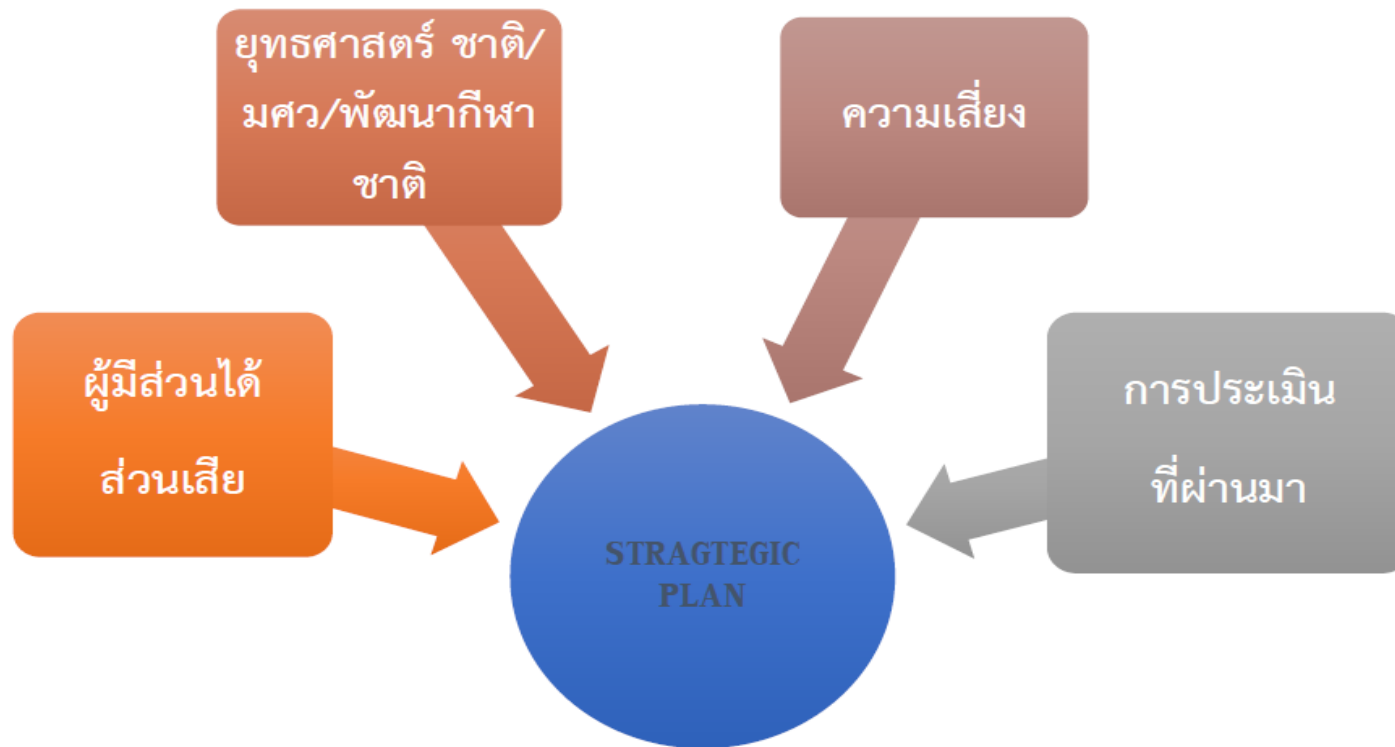 ยุทธศาสตร์ ชาติ/
มศว/พัฒนากีฬา
ชาติ
ความเสี่ยง
ผู้มีส่วนได้
ส่วนเสีย
การประเมิน
ที่ผ่านมา
STRAGTEGIC
PLAN